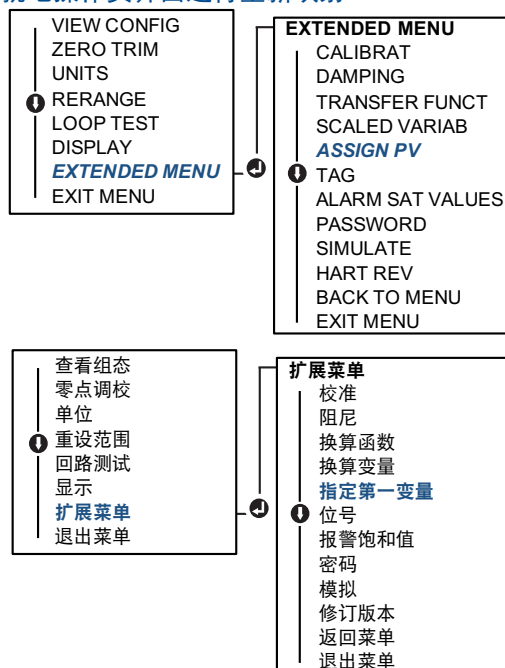 VIEW CONFIG
ZERO TRIM
UNITS
RERANGE
LOOP TEST
DISPLAY
EXTENDED MENU
EXIT MENU
EXTENDED MENU
CALIBRAT
DAMPING
TRANSFER FUNCT
SCALED VARIAB
ASSIGN PV
TAG
ALARM SAT VALUES
PASSWORD
SIMULATE
HART REV
BACK TO MENU
EXIT MENU
查看组态
零点调校
单位
重设范围
回路测试
显示
扩展菜单
退出菜单
扩展菜单
校准
阻尼
换算函数
换算变量
指定第一变量
位号
报警饱和值
密码
模拟
修订版本
返回菜单
退出菜单